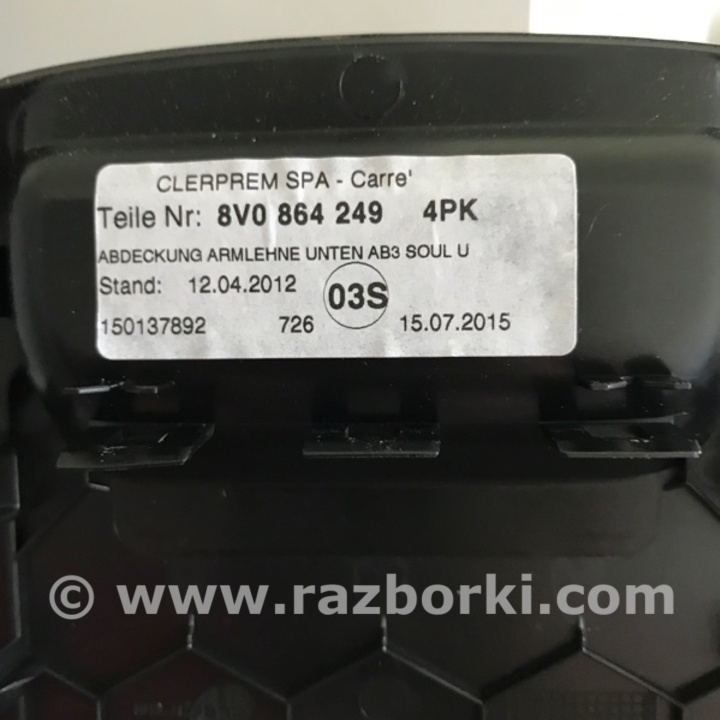 CLERPREM SPA - Carre'
Teile Nr: 8V0 864 249 4PK
ABDECKUNG ARMLEHNE UNTEN AB3 SOUL U
Stand: 12.04.2012 03S
150137892 726 15.07.2015
© www.razborki.com